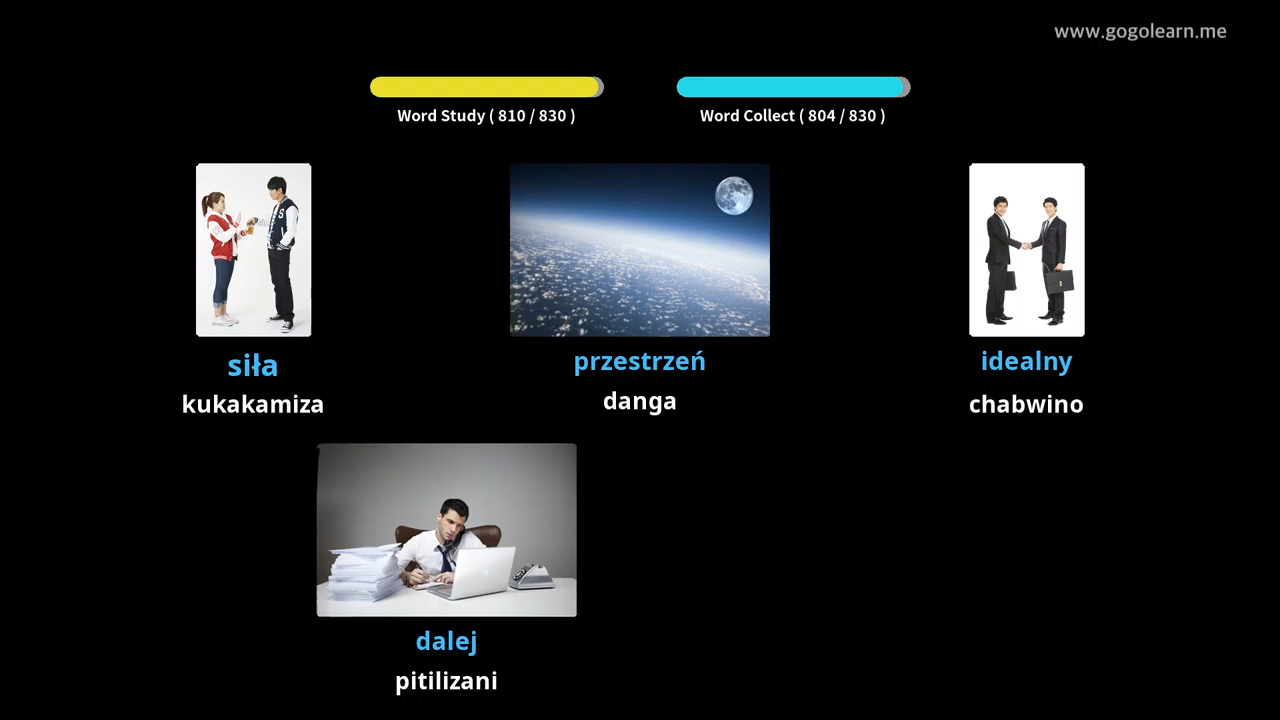 www.gogolearn.me
Word Study ( 810 / 830 )
Word Collect ( 804 / 830 )
siła
kukakamiza
przestrzeń
danga
idealny
chabwino
dalej
pitilizani